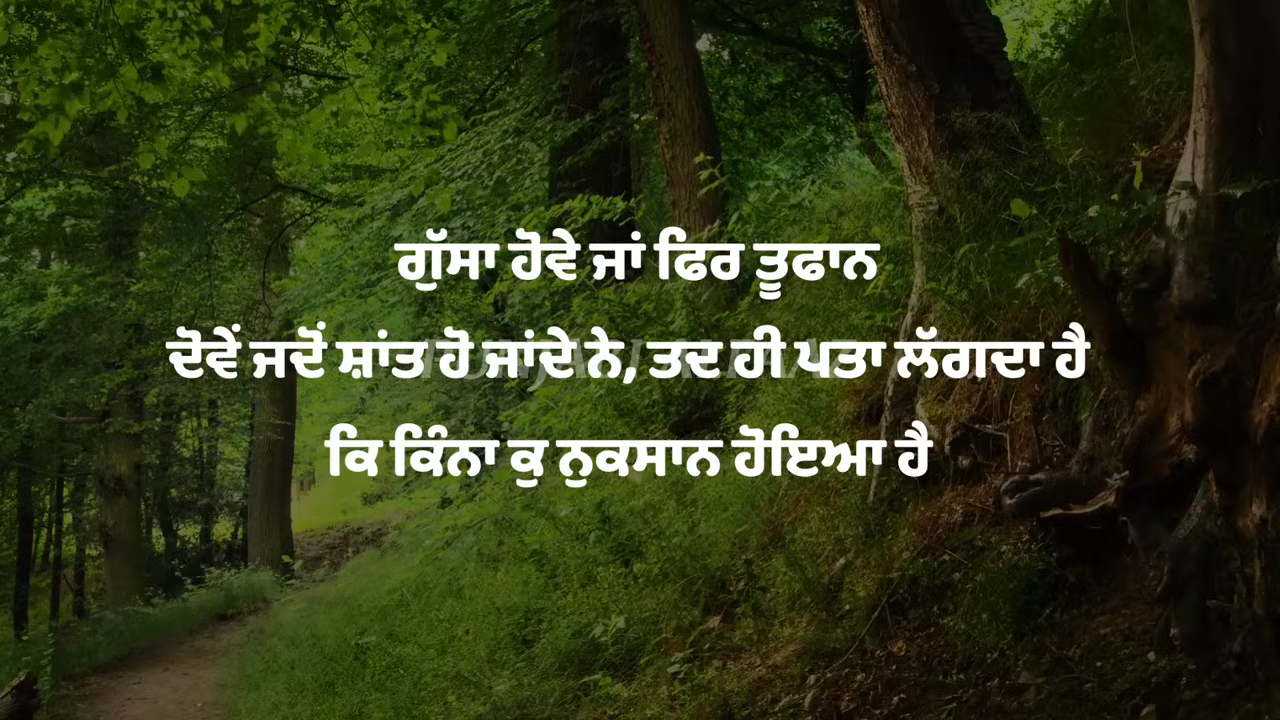 ਗੁੱਸਾ ਹੋਵੇ ਜਾਂ ਫਿਰ ਤੂਫਾਨ
ਦੋਵੇਂ ਜਦੋਂ ਸ਼ਾਂਤ ਹੋ ਜਾਂਦੇ ਨੇ, ਤਦ ਹੀ ਪਤਾ ਲੱਗਦਾ ਹੈ
ਕਿ ਕਿੰਨਾ ਕੁ ਨੁਕਸਾਨ ਹੋਇਆ ਹੈ